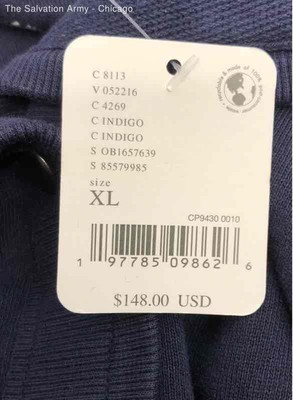 The Salvation Army - Chicago
C 8113
V 052216
C 4269
C INDIGO
C INDIGO
S OB1657639
S 85579985
size
XL
CP9430 0010
1 97785 09862 6
$148.00 USD